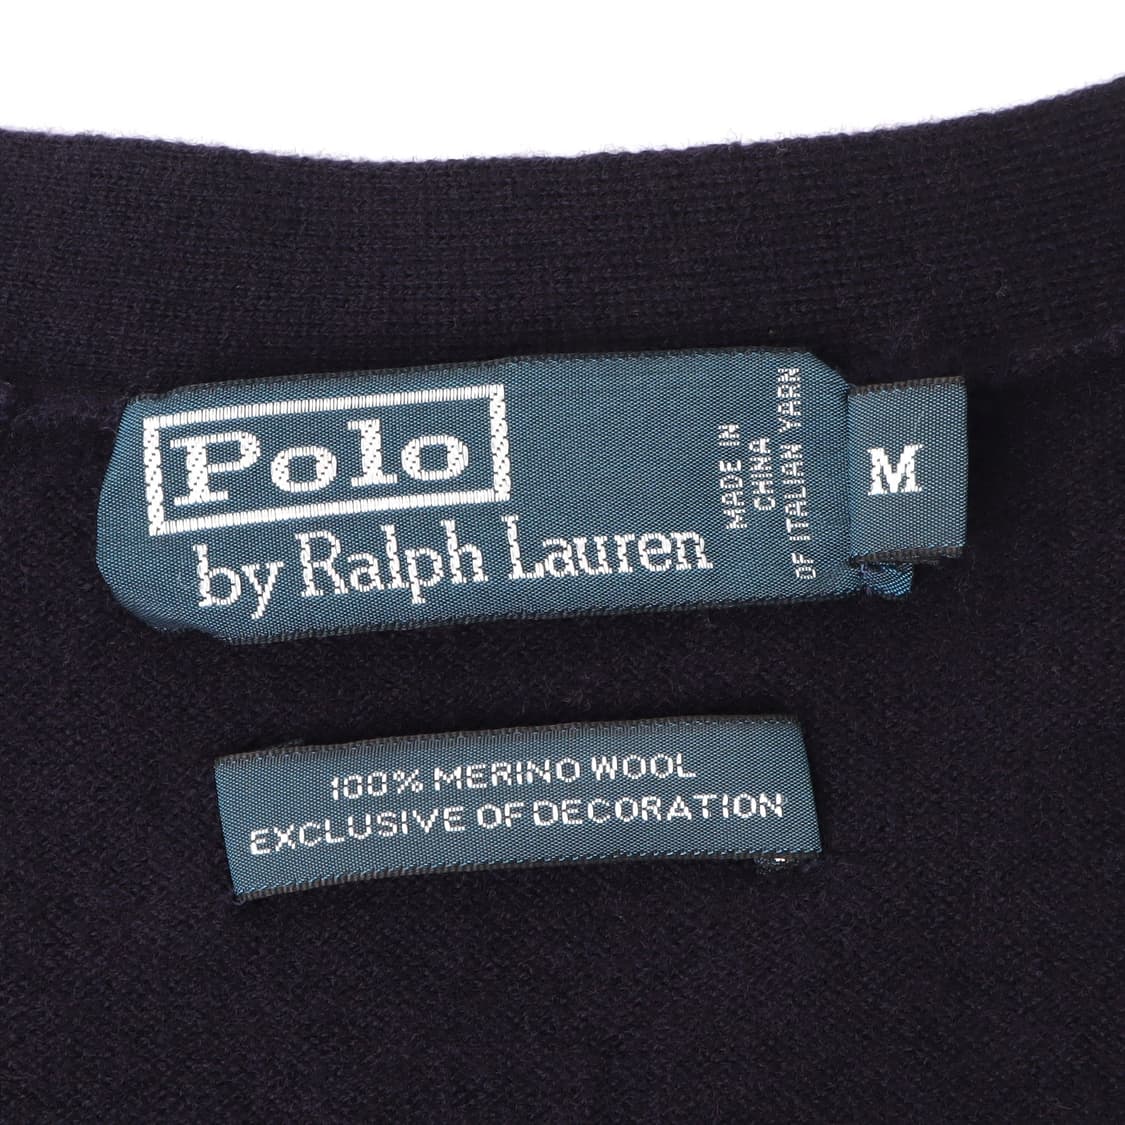 Polo
by Ralph Lauren
MADE IN
CHINA
OF ITALIAN YARN
M
100% MERINO WOOL
EXCLUSIVE OF DECORATION